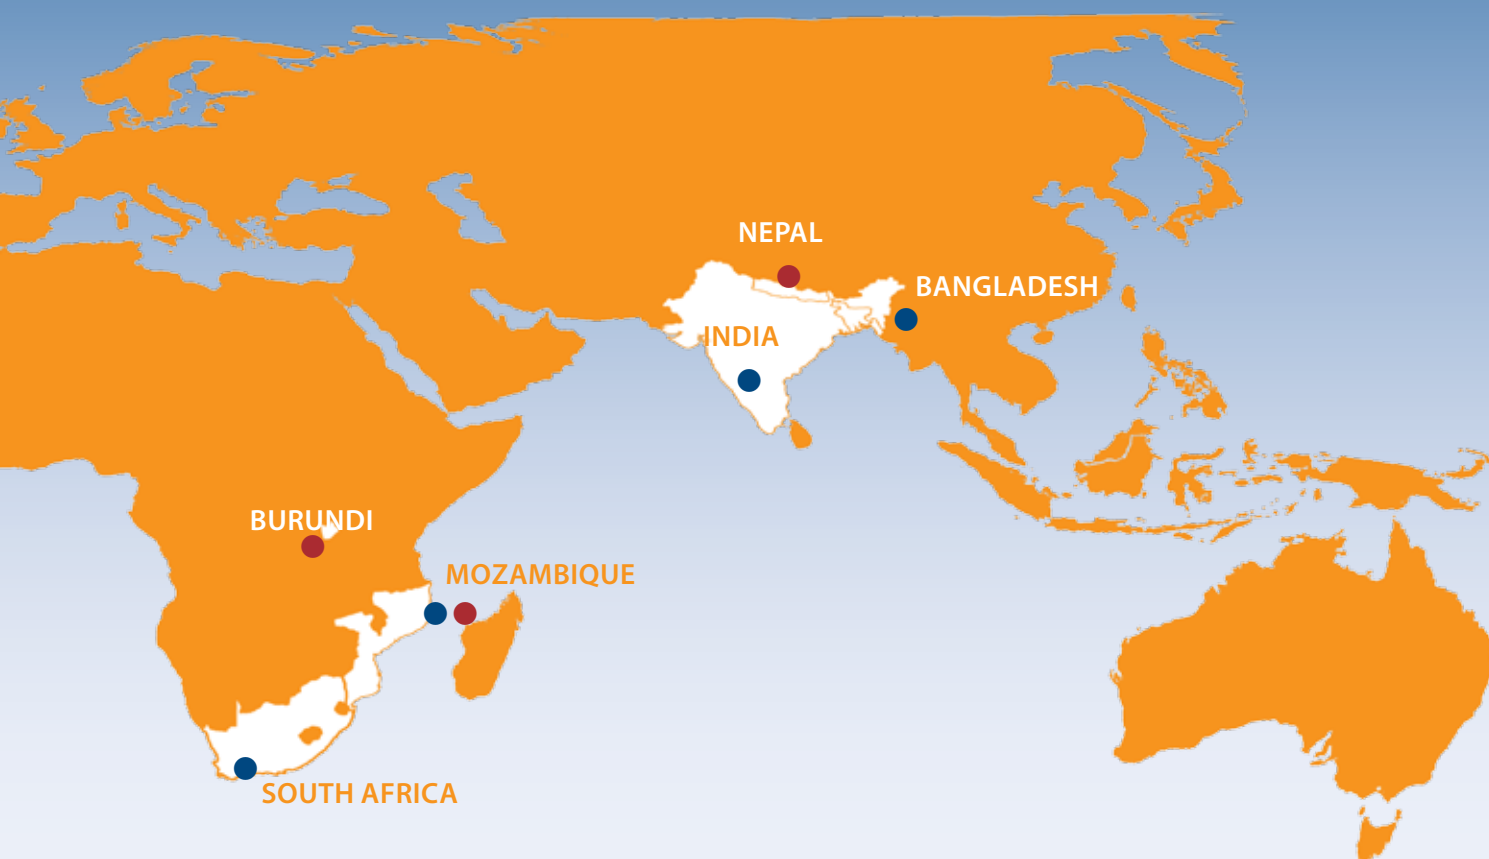 NEPAL
BANGLADESH
INDIA
BURUNDI
MOZAMBIQUE
SOUTH AFRICA